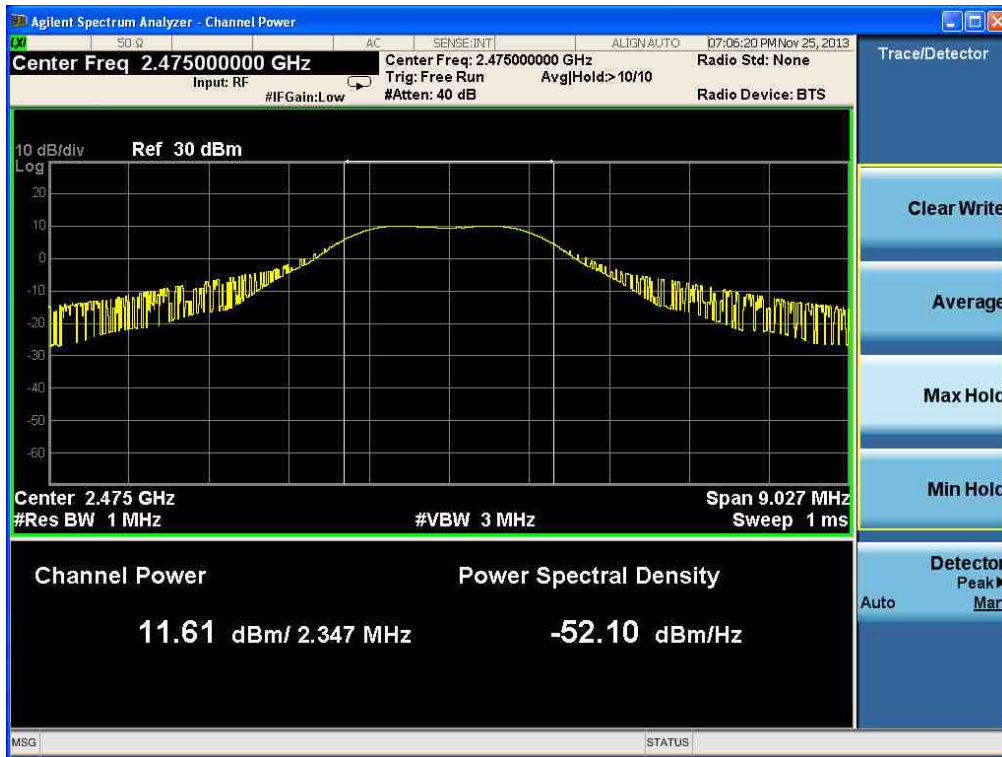 Agilent Spectrum Analyzer - Channel Power
LXI
50 Ω
AC
SENSE:INT
ALIGN AUTO
07:06:20 PM Nov 25, 2013
Center Freq 2.475000000 GHz
Input: RF
#IFGain:Low
Center Freq: 2.475000000 GHz
Trig: Free Run
Avg|Hold:>10/10
#Atten: 40 dB
Radio Std: None
Radio Device: BTS
10 dB/div
Log
Ref 30 dBm
20
10
0
-10
-20
-30
-40
-50
-60
Center 2.475 GHz
Span 9.027 MHz
#Res BW 1 MHz
#VBW 3 MHz
Sweep 1 ms
Channel Power
11.61 dBm/ 2.347 MHz
Power Spectral Density
-52.10 dBm/Hz
MSG
STATUS
Trace/Detector
Clear Write
Average
Max Hold
Min Hold
Detector
Peak▶
Auto
Man